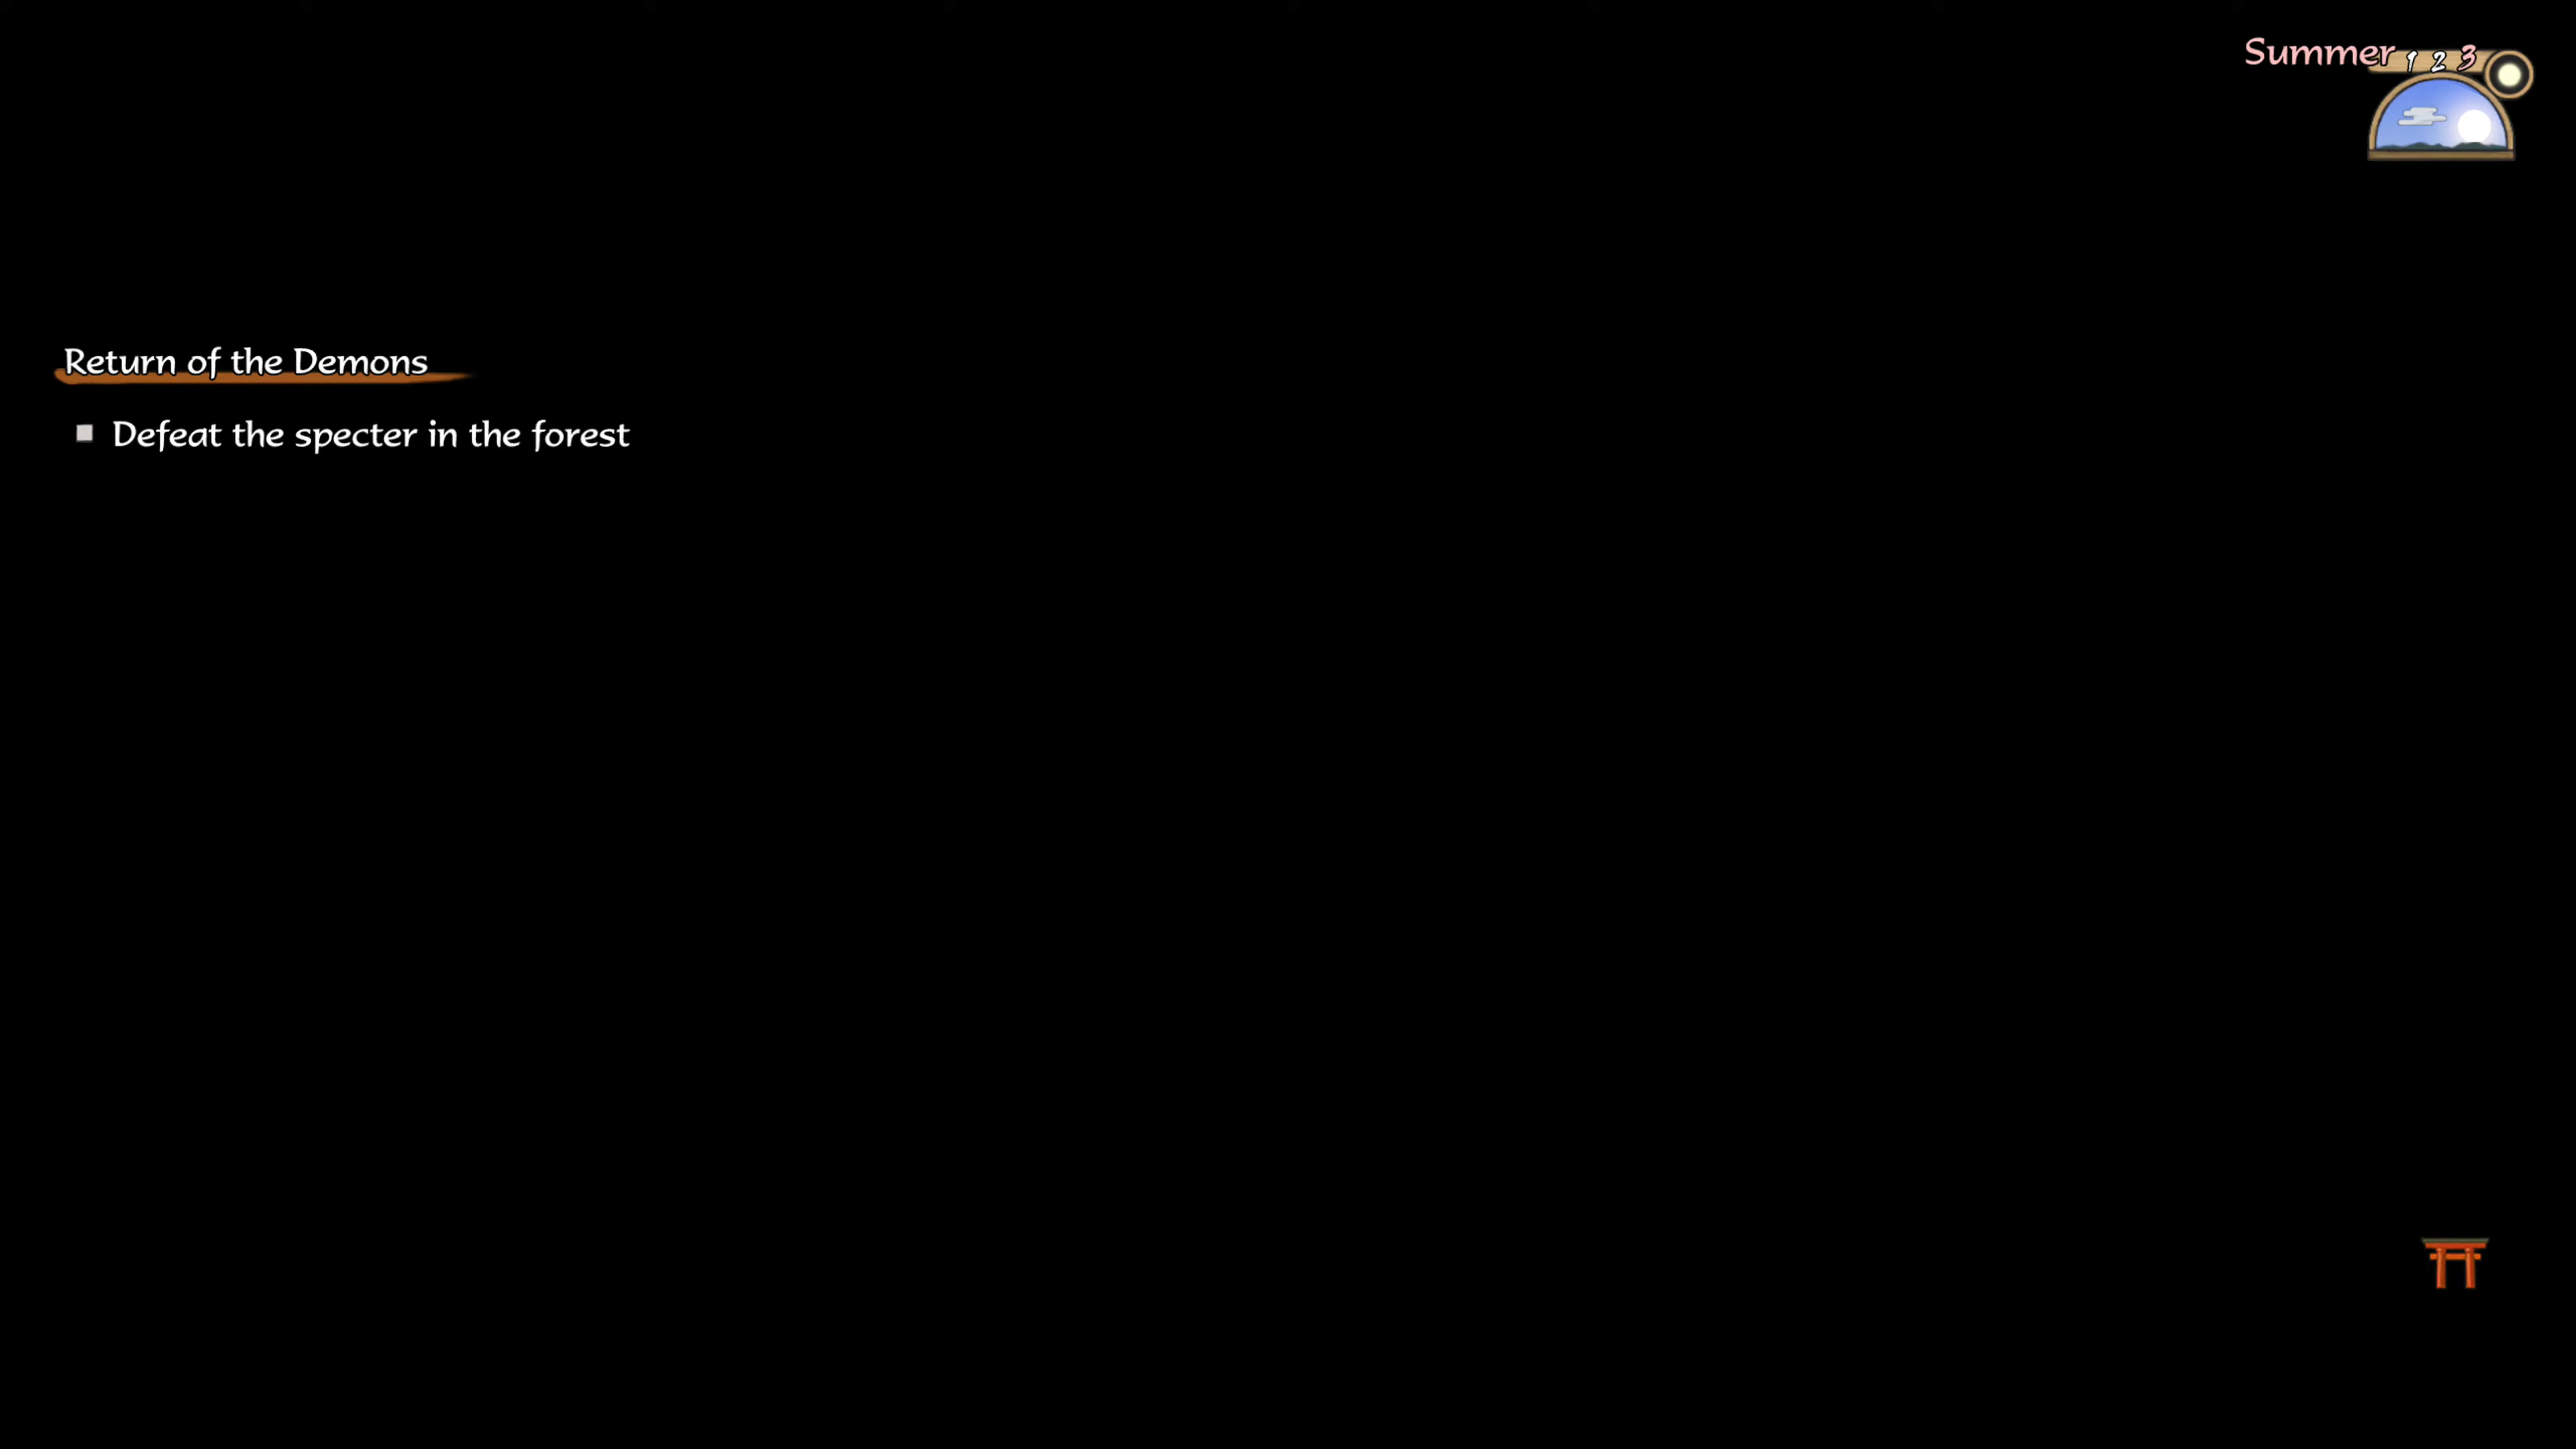 Summer 1 2 3
Return of the Demons
Defeat the specter in the forest